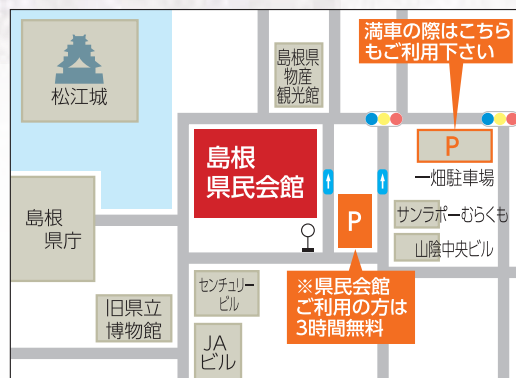 満車の際はこちら
もご利用下さい
島根県
物産
観光館
松江城
P
島根
県民会館
一畑駐車場
島根
県庁
P
サンラポーむらくも
山陰中央ビル
センチュリー
ビル
※県民会館
ご利用の方は
3時間無料
旧県立
博物館
JA
ビル